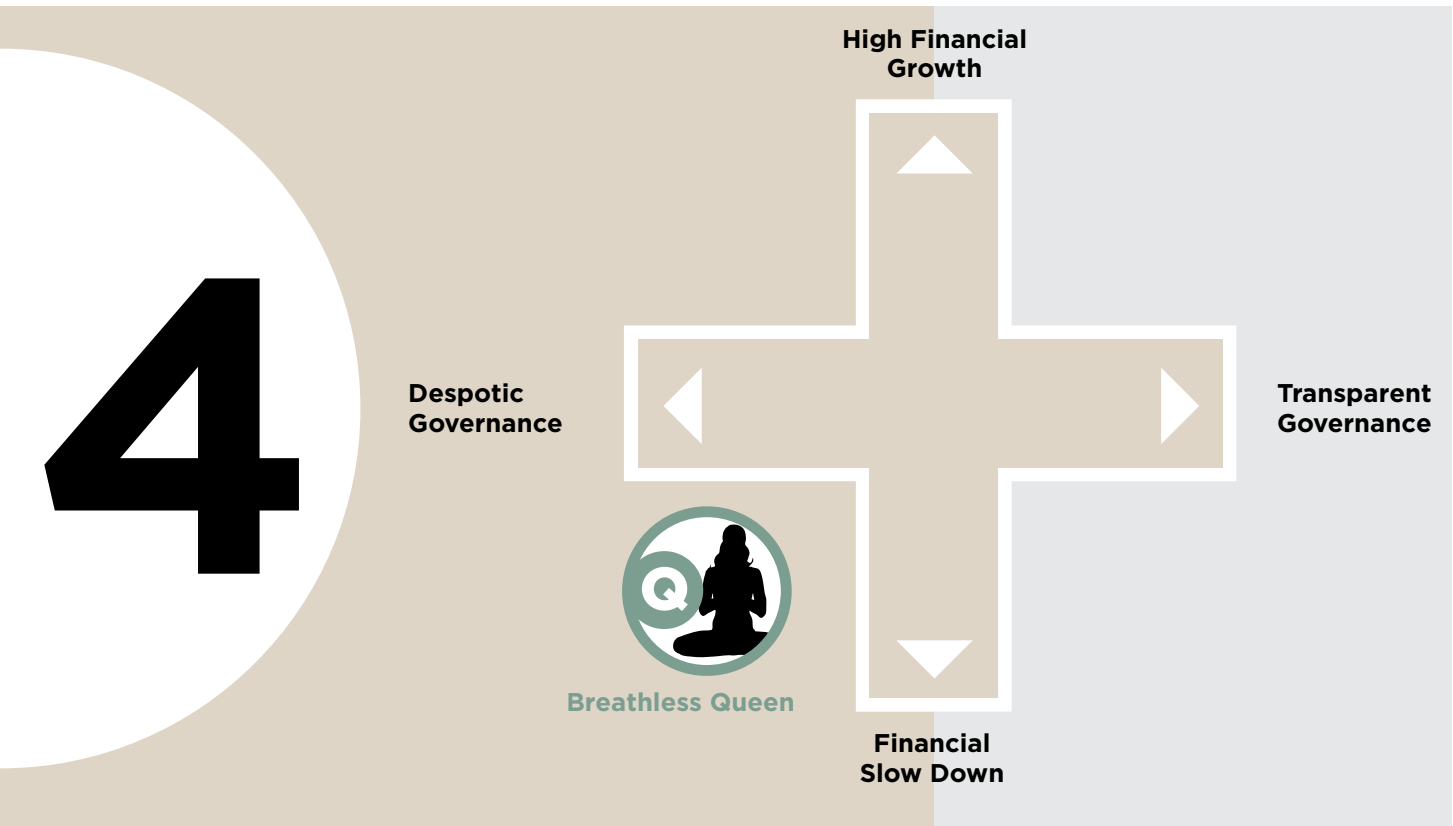 High Financial
Growth
4
Despotic
Governance
Transparent
Governance
Q
Breathless Queen
Financial
Slow Down